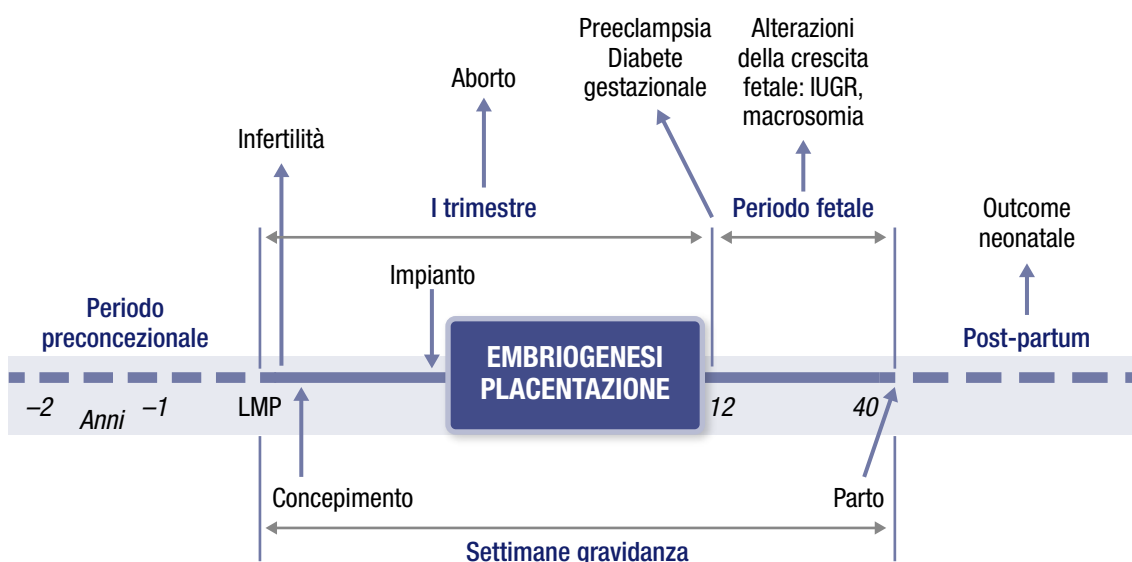 Preeclampsia
Diabete
gestazionale
Alterazioni
della crescita
fetale: IUGR,
macrosomia
Aborto
Infertilità
I trimestre
Periodo fetale
Outcome
neonatale
Impianto
Periodo
preconcezionale
EMBRIOGENESI
PLACENTAZIONE
Post-partum
–2 Anni –1 LMP 12 40
Concepimento
Parto
Settimane gravidanza